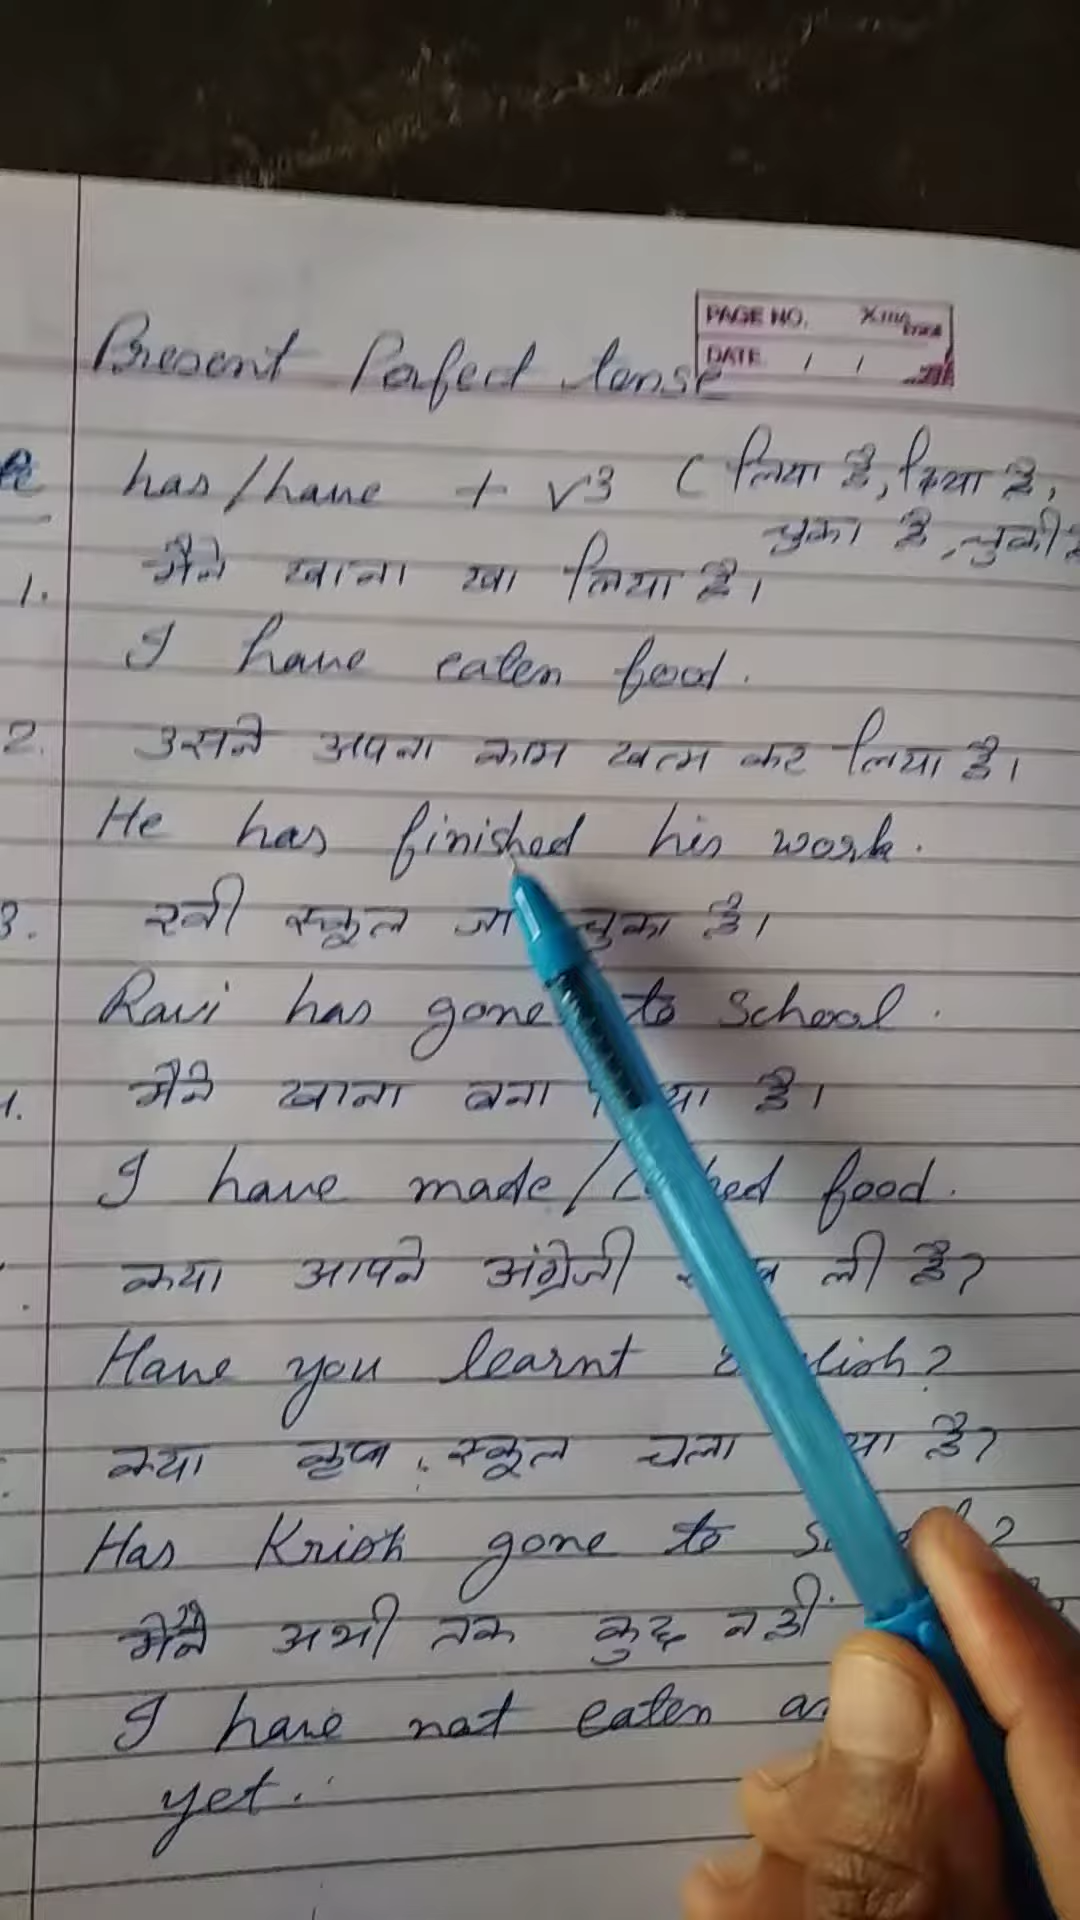 PAGE NO.
DATE / /
Present Perfect tense
has/have + v3 (लिया है, किया है,
चुका है, चुकी है
1. मैने खाना खा लिया है।
I have eaten food.
2. उसने अपना काम खत्म कर लिया है।
He has finished his work.
3. रवी स्कूल जा चुका है।
Ravi has gone to School.
4. मैने खाना बना है।
I have made/ food.
क्या आपने अंग्रेजी ली है?
Have you learnt ?
क्या स्कूल चला है?
Has Krish gone to ?
मैने अभी तक कुछ नहीं
I have not eaten
yet.